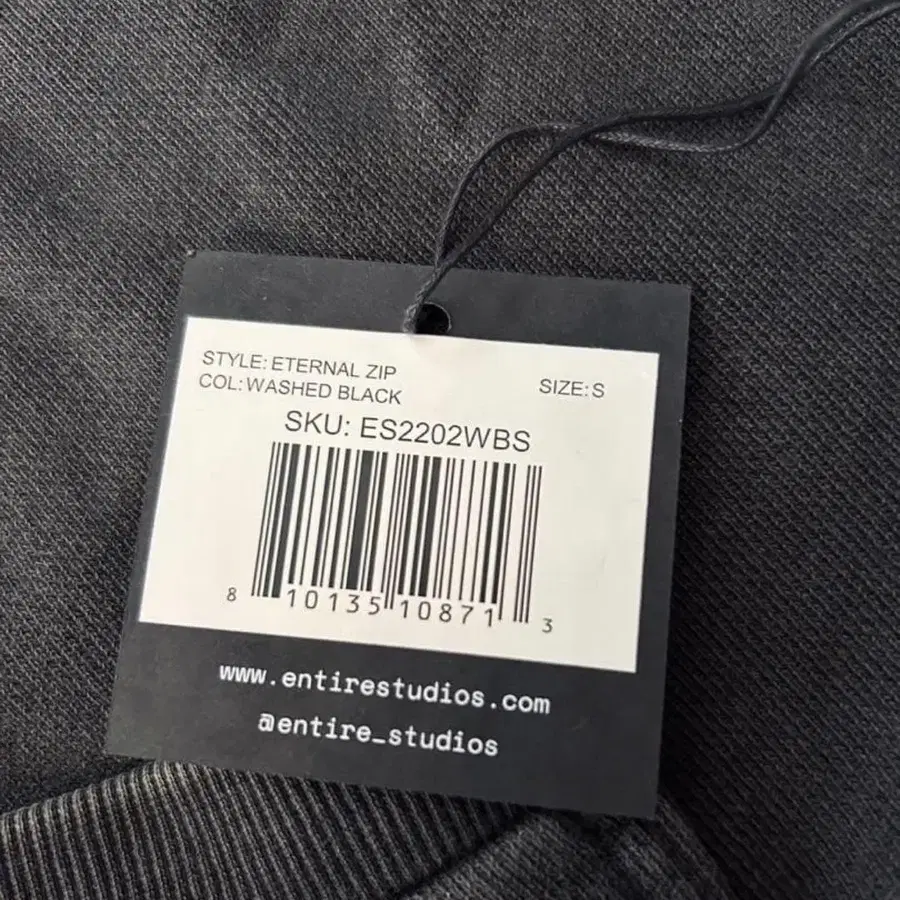 STYLE: ETERNAL ZIP
COL: WASHED BLACK
SIZE: S
SKU: ES2202WBS
8 10135 10871 3
www.entirestudios.com
@entire_studios